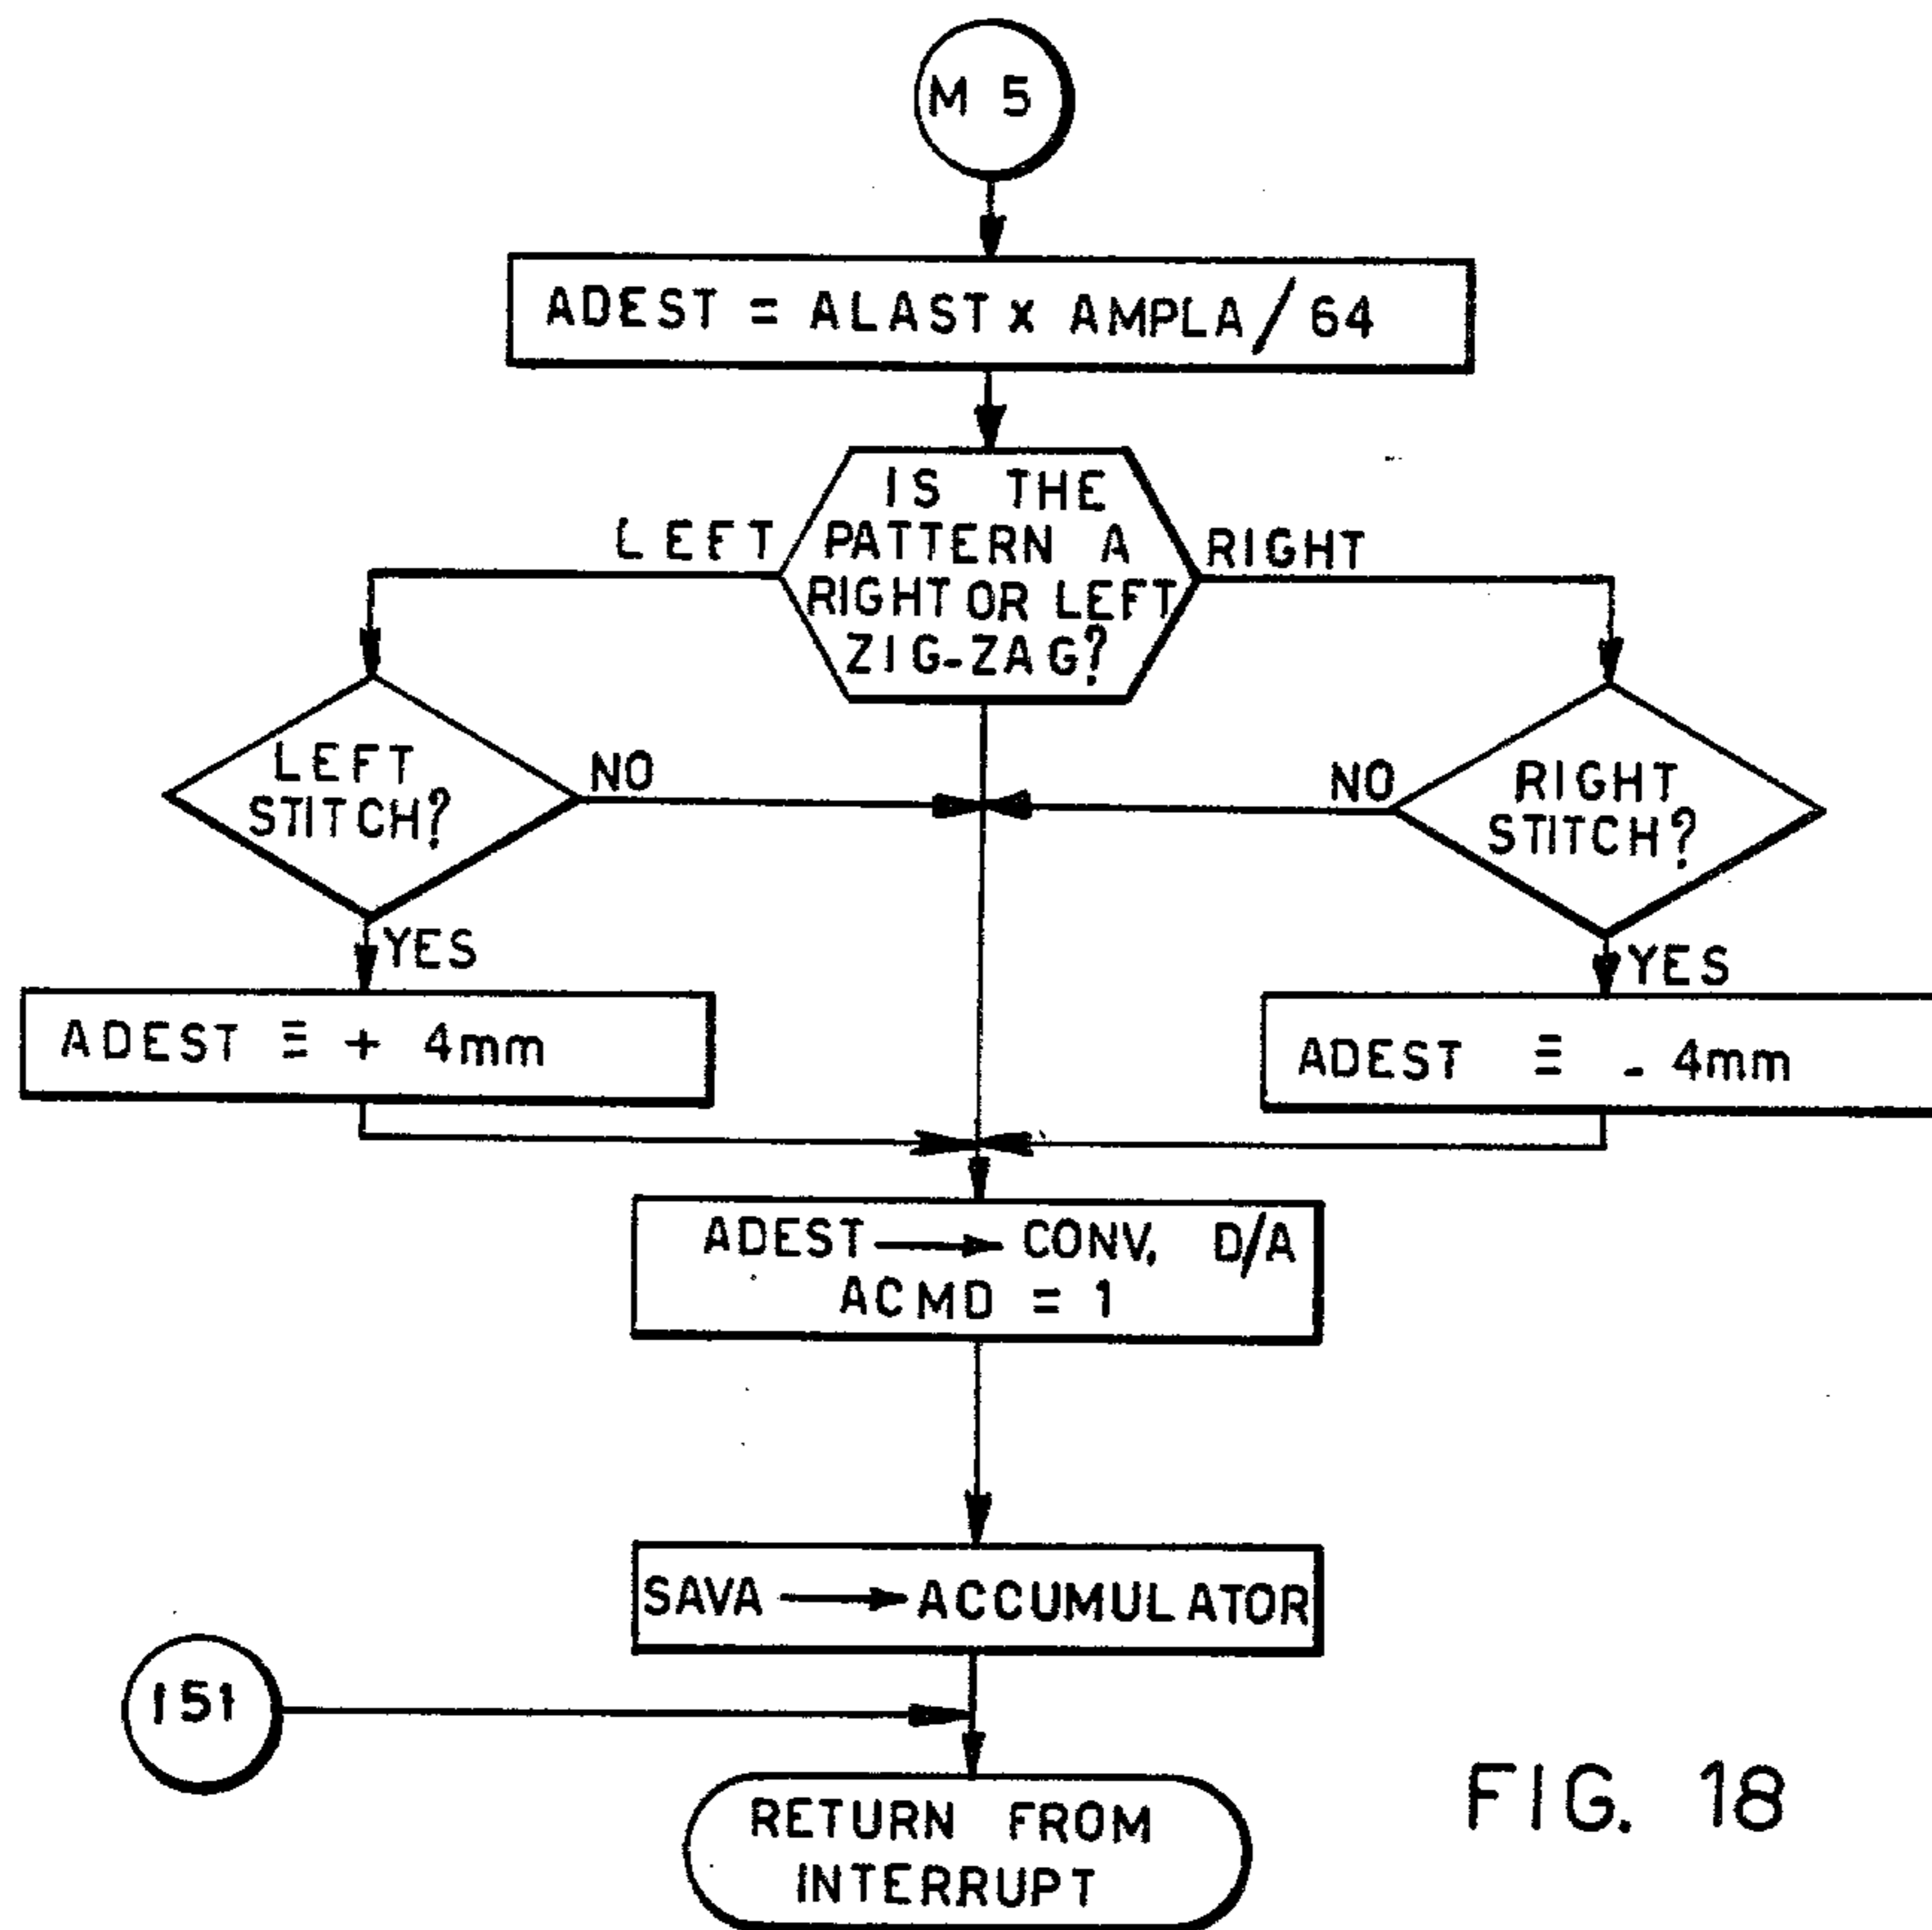 M 5
ADEST = ALAST x AMPLA / 64
IS THE
PATTERN A
RIGHT OR LEFT
ZIG-ZAG?
LEFT
RIGHT
LEFT
STITCH?
NO
NO
RIGHT
STITCH?
YES
YES
ADEST ≡ + 4mm
ADEST ≡ - 4mm
ADEST → CONV, D/A
ACMD = 1
SAVA → ACCUMULATOR
I51
RETURN FROM
INTERRUPT
FIG. 18